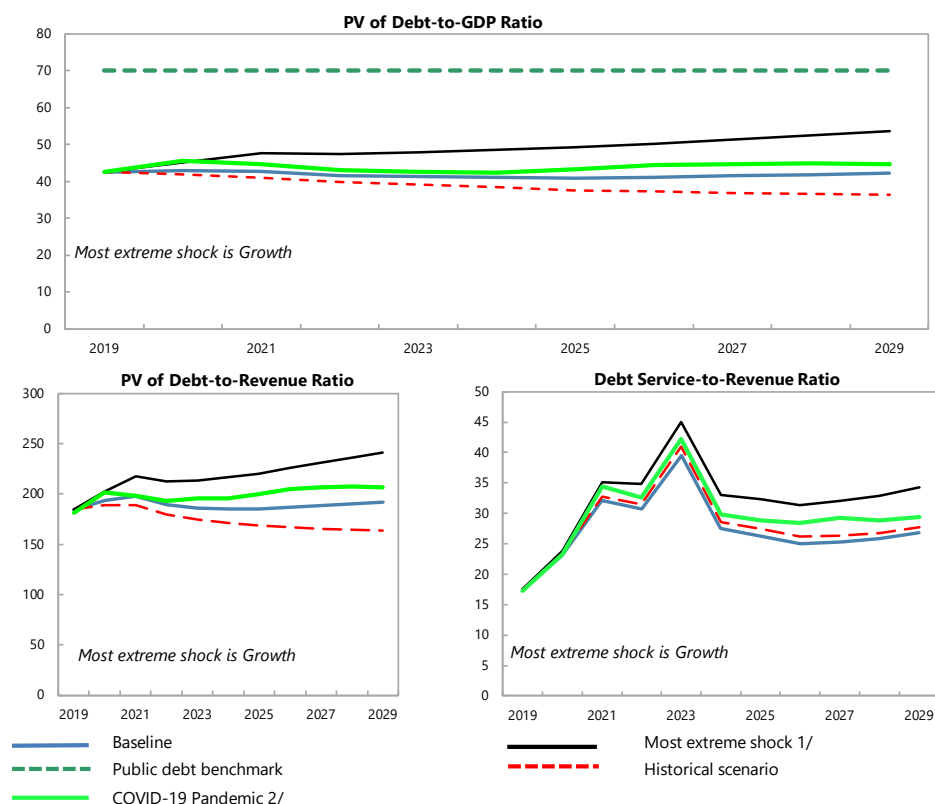 PV of Debt-to-GDP Ratio
80
70
60
50
40
30
20
10
0
Most extreme shock is Growth
2019 2021 2023 2025 2027 2029
PV of Debt-to-Revenue Ratio
300
250
200
150
100
50
0
Most extreme shock is Growth
2019 2021 2023 2025 2027 2029
Debt Service-to-Revenue Ratio
50
45
40
35
30
25
20
15
10
5
0
Most extreme shock is Growth
2019 2021 2023 2025 2027 2029
Baseline
Public debt benchmark
COVID-19 Pandemic 2/
Most extreme shock 1/
Historical scenario